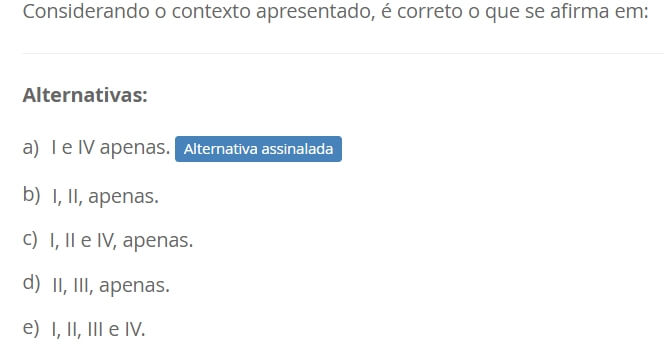 Considerando o contexto apresentado, é correto o que se afirma em:
Alternativas:
a) I e IV apenas. Alternativa assinalada
b) I, II, apenas.
c) I, II e IV, apenas.
d) II, III, apenas.
e) I, II, III e IV.